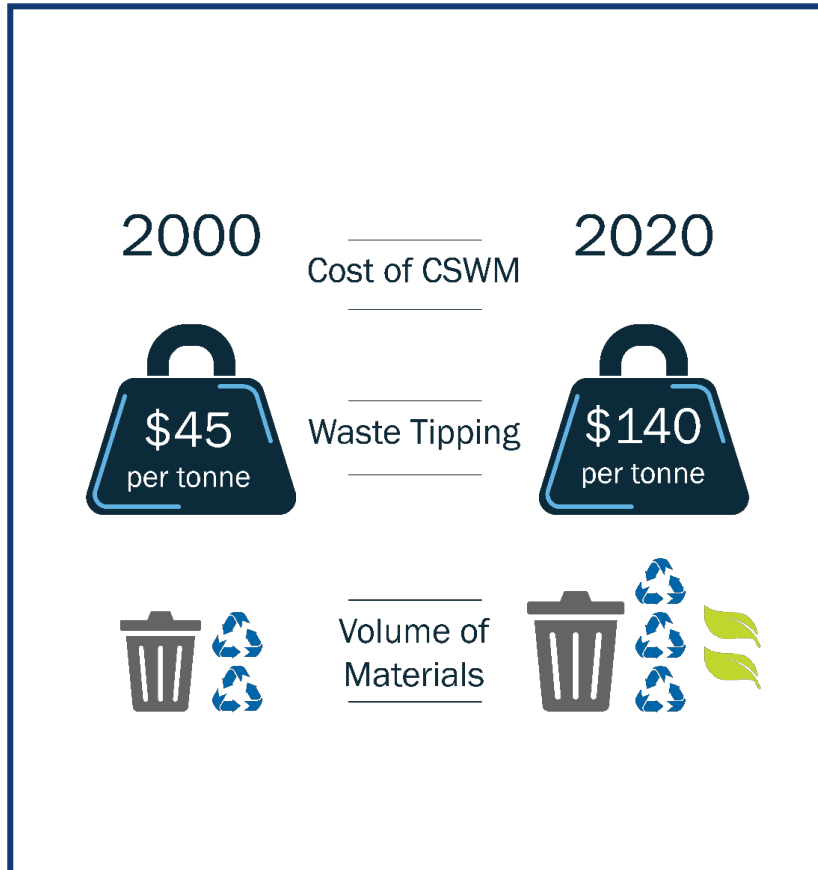 2000
Cost of CSWM
2020
$45
per tonne
Waste Tipping
$140
per tonne
Volume of
Materials